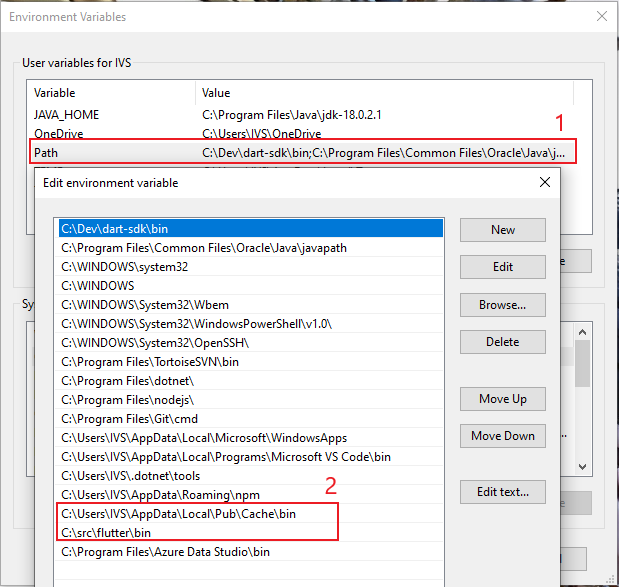 Environment Variables
User variables for IVS
Variable Value
JAVA_HOME C:\Program Files\Java\jdk-18.0.2.1
OneDrive C:\Users\IVS\OneDrive
1
Path C:\Dev\dart-sdk\bin;C:\Program Files\Common Files\Oracle\Java\j...
Edit environment variable
C:\Dev\dart-sdk\bin
New
C:\Program Files\Common Files\Oracle\Java\javapath
C:\WINDOWS\system32
Edit
C:\WINDOWS
C:\WINDOWS\System32\Wbem
Browse...
C:\WINDOWS\System32\WindowsPowerShell\v1.0\
C:\WINDOWS\System32\OpenSSH\
Delete
C:\Program Files\TortoiseSVN\bin
C:\Program Files\dotnet\
C:\Program Files\nodejs\
Move Up
C:\Program Files\Git\cmd
C:\Users\IVS\AppData\Local\Microsoft\WindowsApps
Move Down
C:\Users\IVS\AppData\Local\Programs\Microsoft VS Code\bin
C:\Users\IVS\.dotnet\tools
C:\Users\IVS\AppData\Roaming\npm
Edit text...
2
C:\Users\IVS\AppData\Local\Pub\Cache\bin
C:\src\flutter\bin
C:\Program Files\Azure Data Studio\bin
Sy